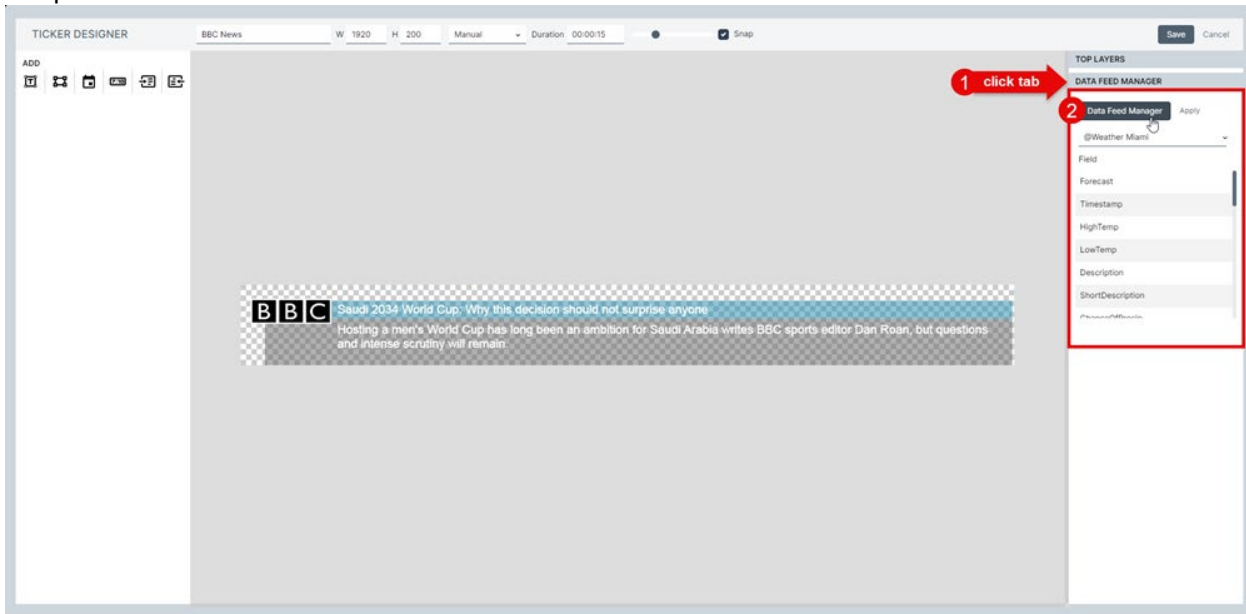 TICKER DESIGNER
BBC News
W 1920 H 200
Manual
Duration 00:00:15
Snap
Save
Cancel
ADD
TOP LAYERS
1 click tab
DATA FEED MANAGER
2 Data Feed Manager
Apply
@Weather Miami
Field
Forecast
Timestamp
HighTemp
LowTemp
Description
ShortDescription
BBC
Saudi 2034 World Cup: Why this decision should not surprise anyone
Hosting a men's World Cup has long been an ambition for Saudi Arabia writes BBC sports editor Dan Roan, but questions
and intense scrutiny will remain.